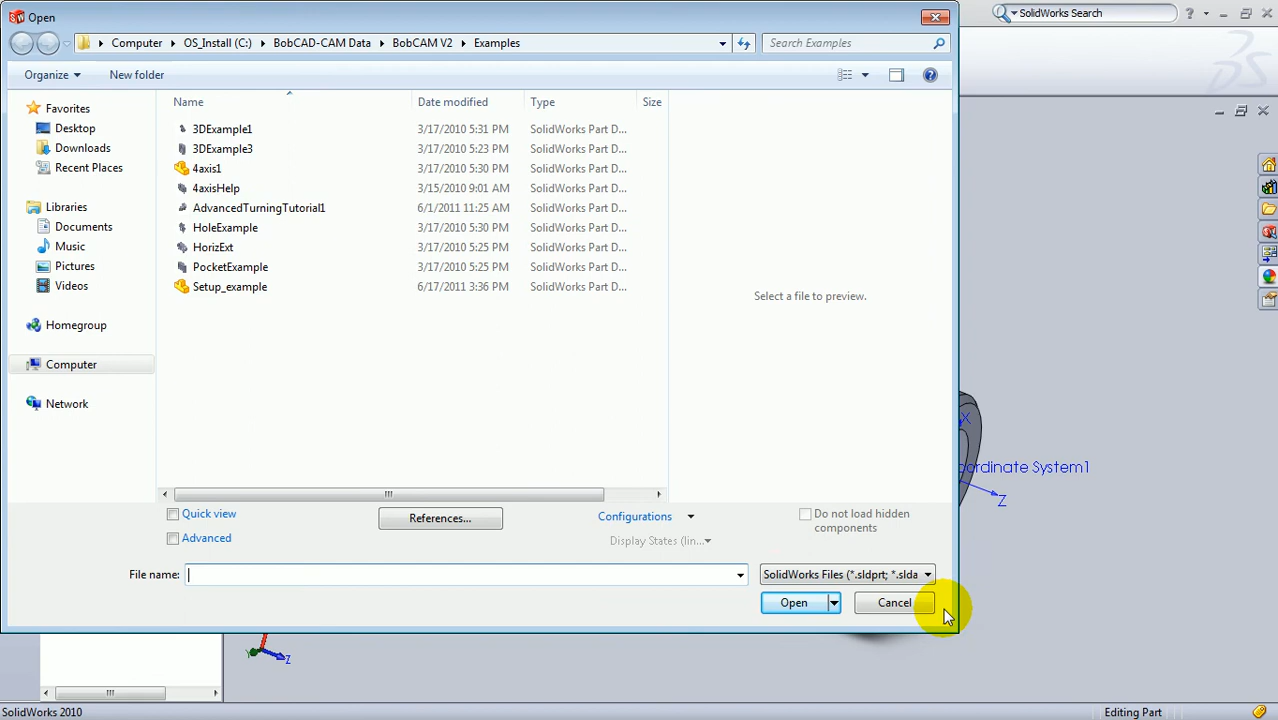 Open
SolidWorks Search
Computer OS_Install (C:) BobCAD-CAM Data BobCAM V2 Examples
Search Examples
Organize New folder
Favorites
Desktop
Downloads
Recent Places
Libraries
Documents
Music
Pictures
Videos
Homegroup
Computer
Network
Name Date modified Type Size
3DExample1 3/17/2010 5:31 PM SolidWorks Part D...
3DExample3 3/17/2010 5:23 PM SolidWorks Part D...
4axis1 3/17/2010 5:30 PM SolidWorks Part D...
4axisHelp 3/15/2010 9:01 AM SolidWorks Part D...
AdvancedTurningTutorial1 6/1/2011 11:25 AM SolidWorks Part D...
HoleExample 3/17/2010 5:30 PM SolidWorks Part D...
HorizExt 3/17/2010 5:25 PM SolidWorks Part D...
PocketExample 3/17/2010 5:25 PM SolidWorks Part D...
Setup_example 6/17/2011 3:36 PM SolidWorks Part D...
Select a file to preview.
X
oordinate System1
Z
Quick view
Advanced
References...
Configurations
Display States (lin...
Do not load hidden
components
File name:
SolidWorks Files (*.sldprt; *.slda
Open Cancel
Y Z
SolidWorks 2010 Editing Part